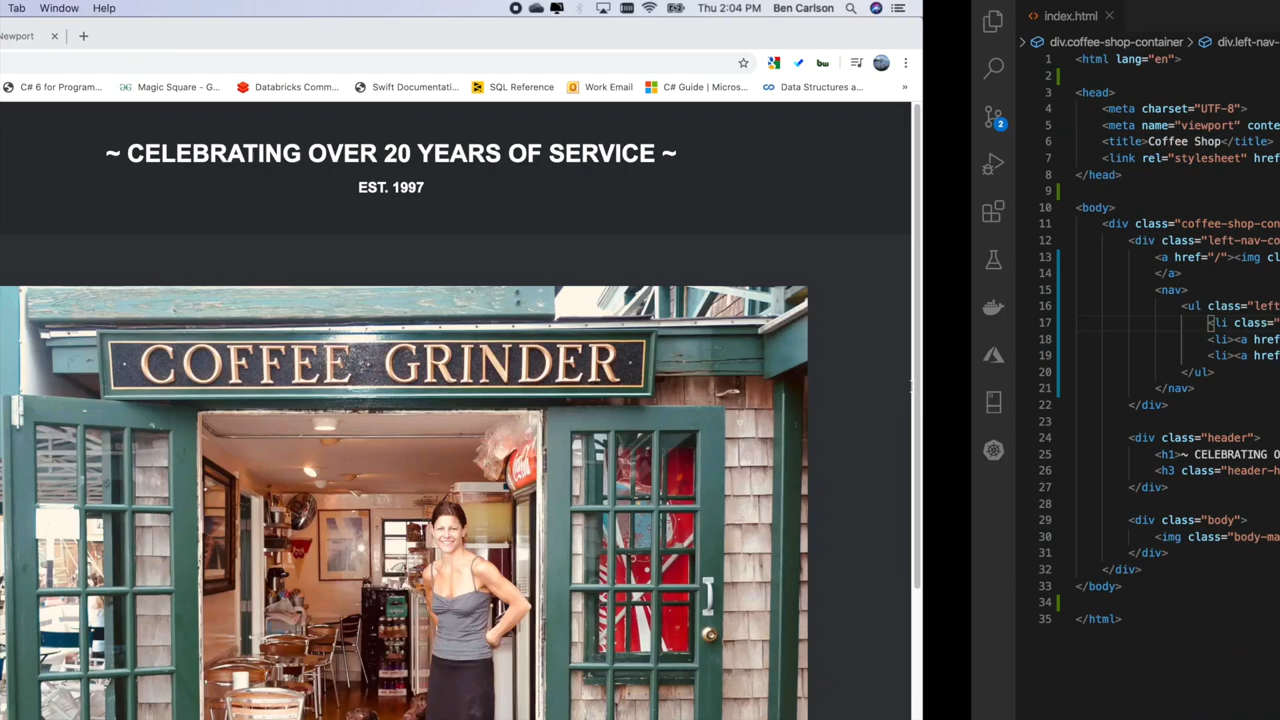 Tab Window Help Thu 2:04 PM Ben Carlson
Newport
C# 6 for Program... Magic Square - G... Databricks Comm... Swift Documentati... SQL Reference Work Email C# Guide | Micros... Data Structures a... »
~ CELEBRATING OVER 20 YEARS OF SERVICE ~
EST. 1997
COFFEE GRINDER
index.html
div.coffee-shop-container > div.left-nav-
2
1 <html lang="en">
2
3 <head>
4 <meta charset="UTF-8">
5 <meta name="viewport" conte
6 <title>Coffee Shop</title>
7 <link rel="stylesheet" href
8 </head>
9
10 <body>
11 <div class="coffee-shop-con
12 <div class="left-nav-co
13 <a href="/"><img cl
14 </a>
15 <nav>
16 <ul class="left
17 <li class="
18 <li><a href
19 <li><a href
20 </ul>
21 </nav>
22 </div>
23
24 <div class="header">
25 <h1>~ CELEBRATING O
26 <h3 class="header-h
27 </div>
28
29 <div class="body">
30 <img class="body-ma
31 </div>
32 </div>
33 </body>
34
35 </html>